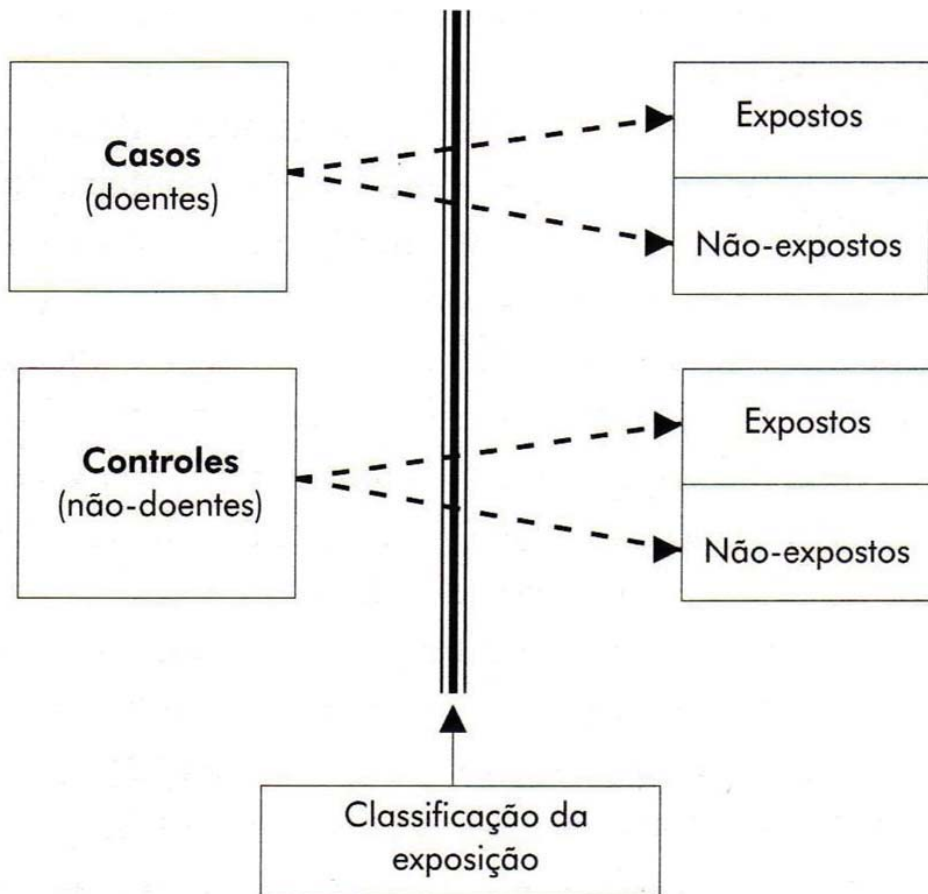 Casos
(doentes)
Expostos
Não-expostos
Controles
(não-doentes)
Expostos
Não-expostos
Classificação da
exposição